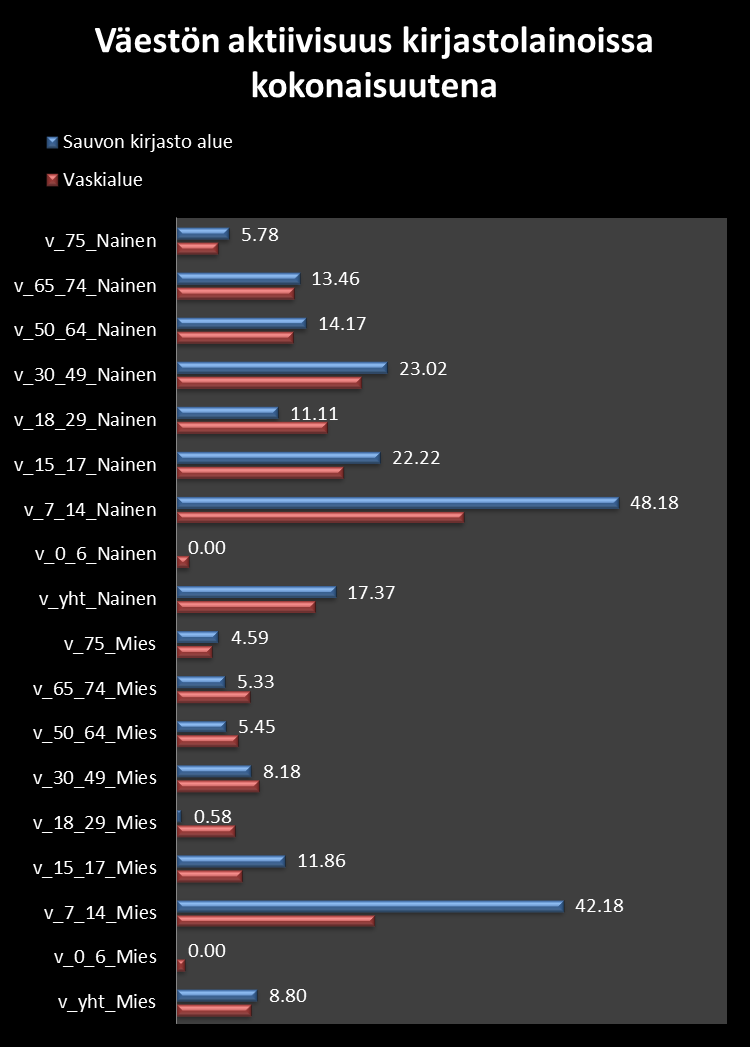 Väestön aktiivisuus kirjastolainoissa
kokonaisuutena
Sauvon kirjasto alue
Vaskialue
v_75_Nainen 5.78
v_65_74_Nainen 13.46
v_50_64_Nainen 14.17
v_30_49_Nainen 23.02
v_18_29_Nainen 11.11
v_15_17_Nainen 22.22
v_7_14_Nainen 48.18
v_0_6_Nainen 0.00
v_yht_Nainen 17.37
v_75_Mies 4.59
v_65_74_Mies 5.33
v_50_64_Mies 5.45
v_30_49_Mies 8.18
v_18_29_Mies 0.58
v_15_17_Mies 11.86
v_7_14_Mies 42.18
v_0_6_Mies 0.00
v_yht_Mies 8.80